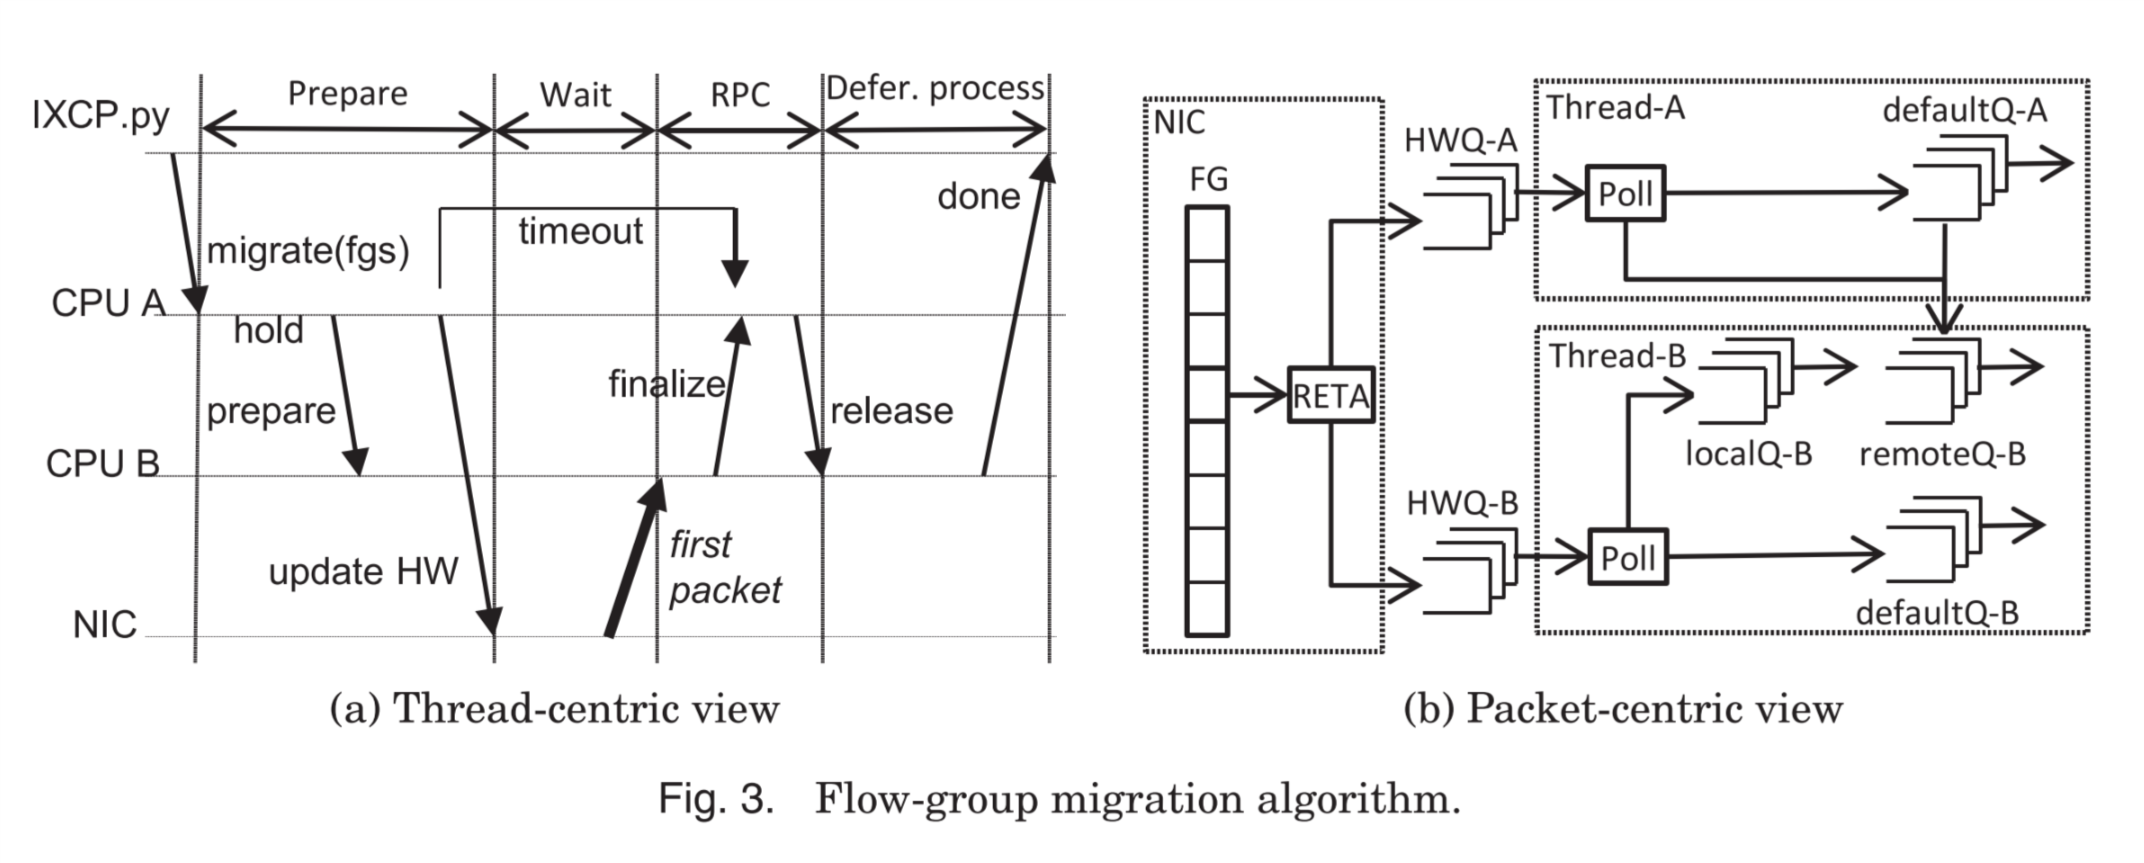 IXCP.py
Prepare
Wait
RPC
Defer. process
migrate(fgs)
timeout
done
CPU A
hold
prepare
finalize
release
CPU B
first
packet
update HW
NIC
(a) Thread-centric view
NIC
FG
RETA
HWQ-A
Thread-A
Poll
defaultQ-A
Thread-B
localQ-B
remoteQ-B
HWQ-B
Poll
defaultQ-B
(b) Packet-centric view
Fig. 3. Flow-group migration algorithm.